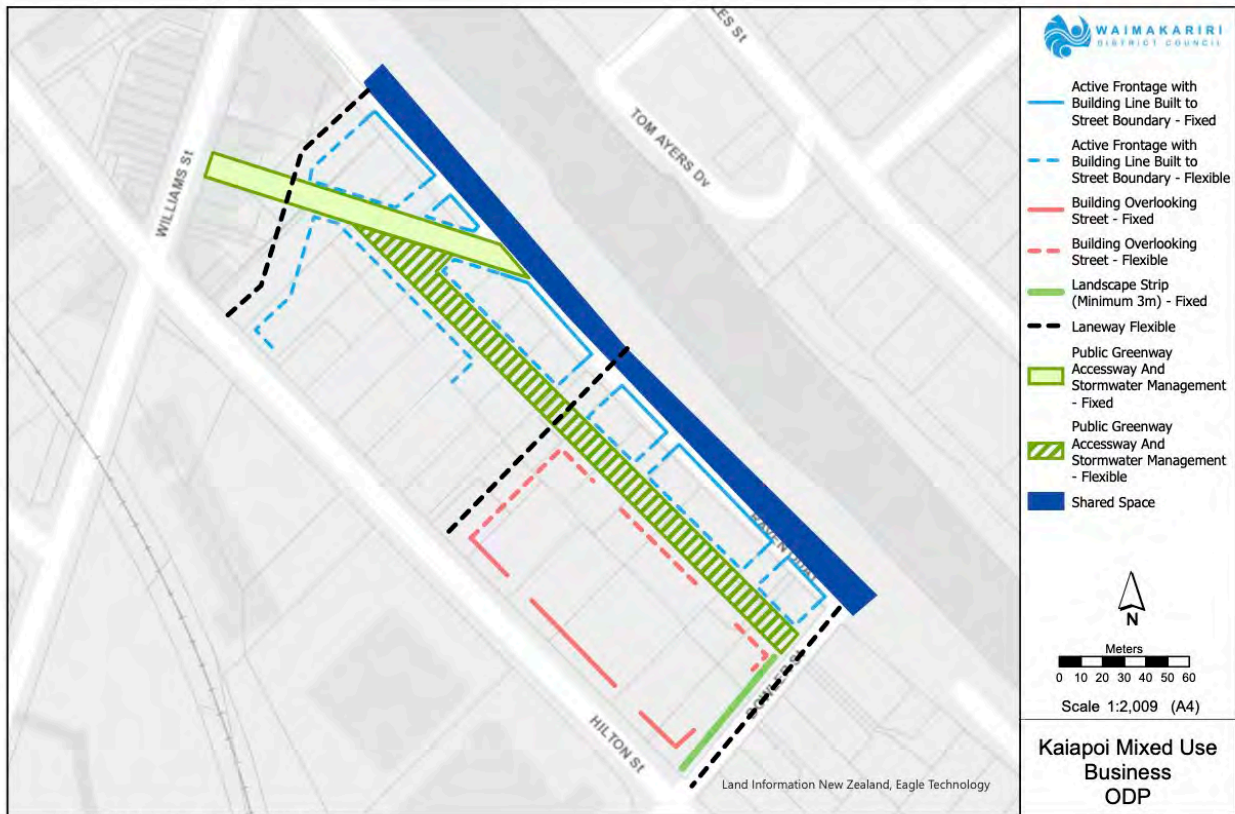 LES St
TOM AYERS Dv
WILLIAMS St
RAVEN QUAY
HILTON St
Land Information New Zealand, Eagle Technology
WAIMAKARIRI
DISTRICT COUNCIL
Active Frontage with
Building Line Built to
Street Boundary - Fixed
Active Frontage with
Building Line Built to
Street Boundary - Flexible
Building Overlooking
Street - Fixed
Building Overlooking
Street - Flexible
Landscape Strip
(Minimum 3m) - Fixed
Laneway Flexible
Public Greenway
Accessway And
Stormwater Management
- Fixed
Public Greenway
Accessway And
Stormwater Management
- Flexible
Shared Space
N
Meters
0 10 20 30 40 50 60
Scale 1:2,009 (A4)
Kaiapoi Mixed Use
Business
ODP